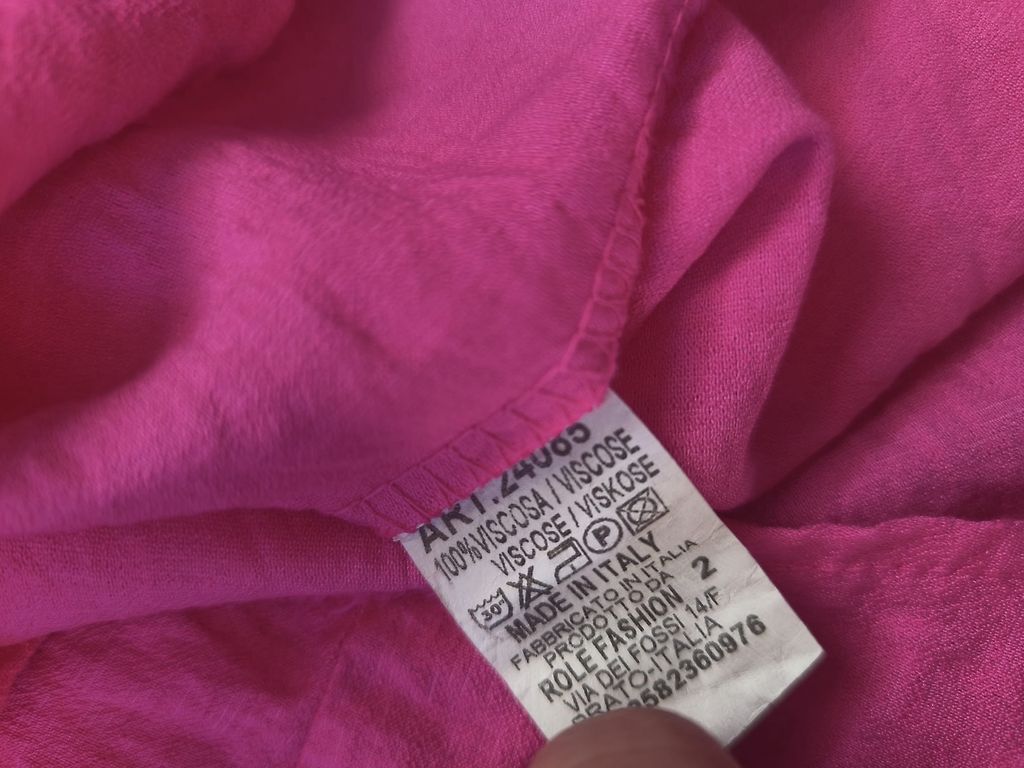 ART.24085
100%VISCOSA / VISCOSE
VISCOSE / VISKOSE
30° P
MADE IN ITALY
FABBRICATO IN ITALIA
PRODOTTO DA 2
ROLE FASHION
VIA DEI FOSSI 14/F
PRATO-ITALIA
2582360976